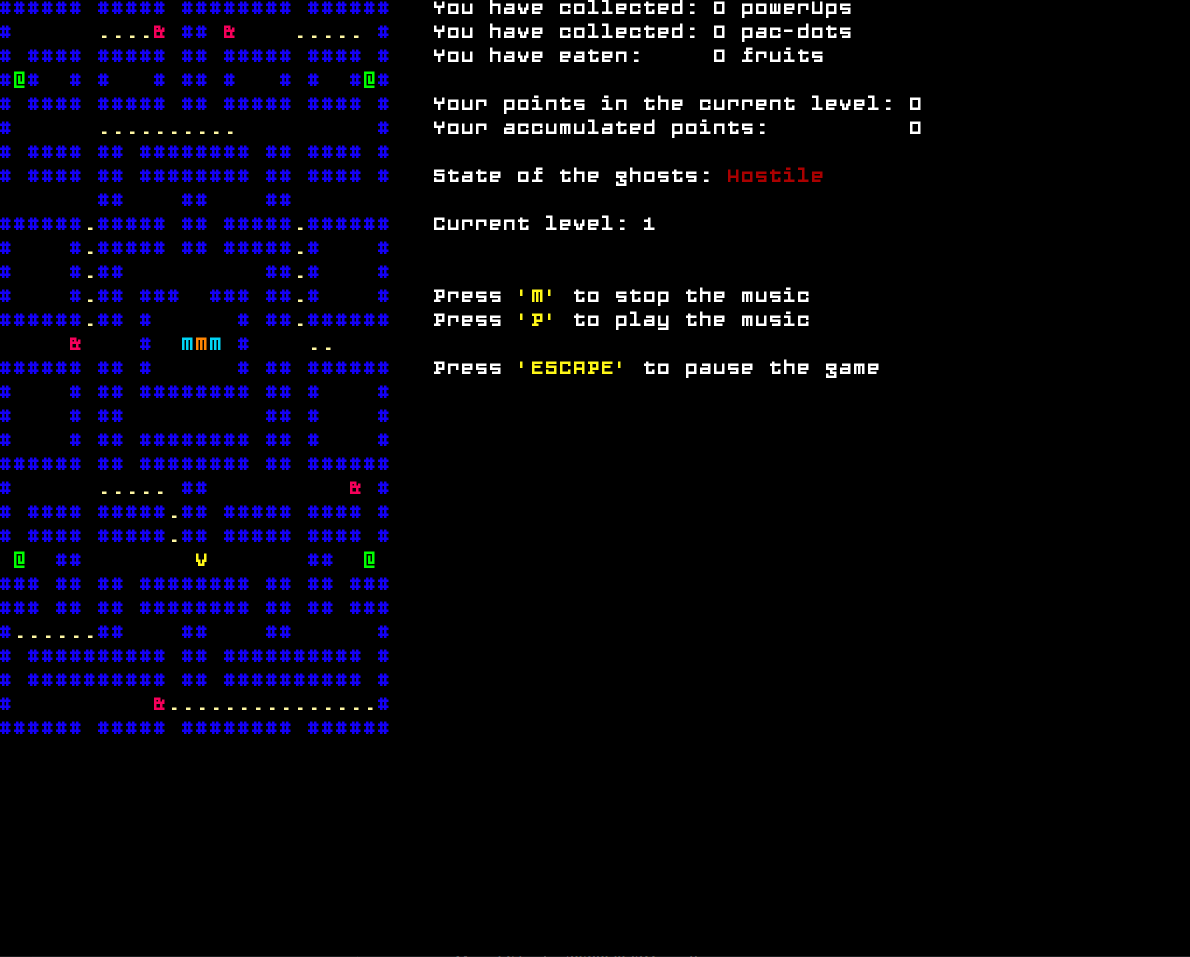 You have collected: 0 powerUps
You have collected: 0 pac-dots
You have eaten: 0 fruits
Your points in the current level: 0
Your accumulated points: 0
State of the ghosts: Hostile
Current level: 1
Press 'M' to stop the music
Press 'P' to play the music
Press 'ESCAPE' to pause the game